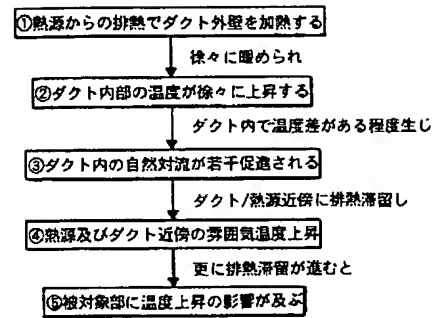 ①熱源からの排熱でダクト外壁を加熱する
徐々に暖められ
②ダクト内部の温度が徐々に上昇する
ダクト内で温度差がある程度生じ
③ダクト内の自然対流が若干促進される
ダクト/熱源近傍に排熱滞留し
④熱源及びダクト近傍の雰囲気温度上昇
更に排熱滞留が進むと
⑤被対象部に温度上昇の影響が及ぶ